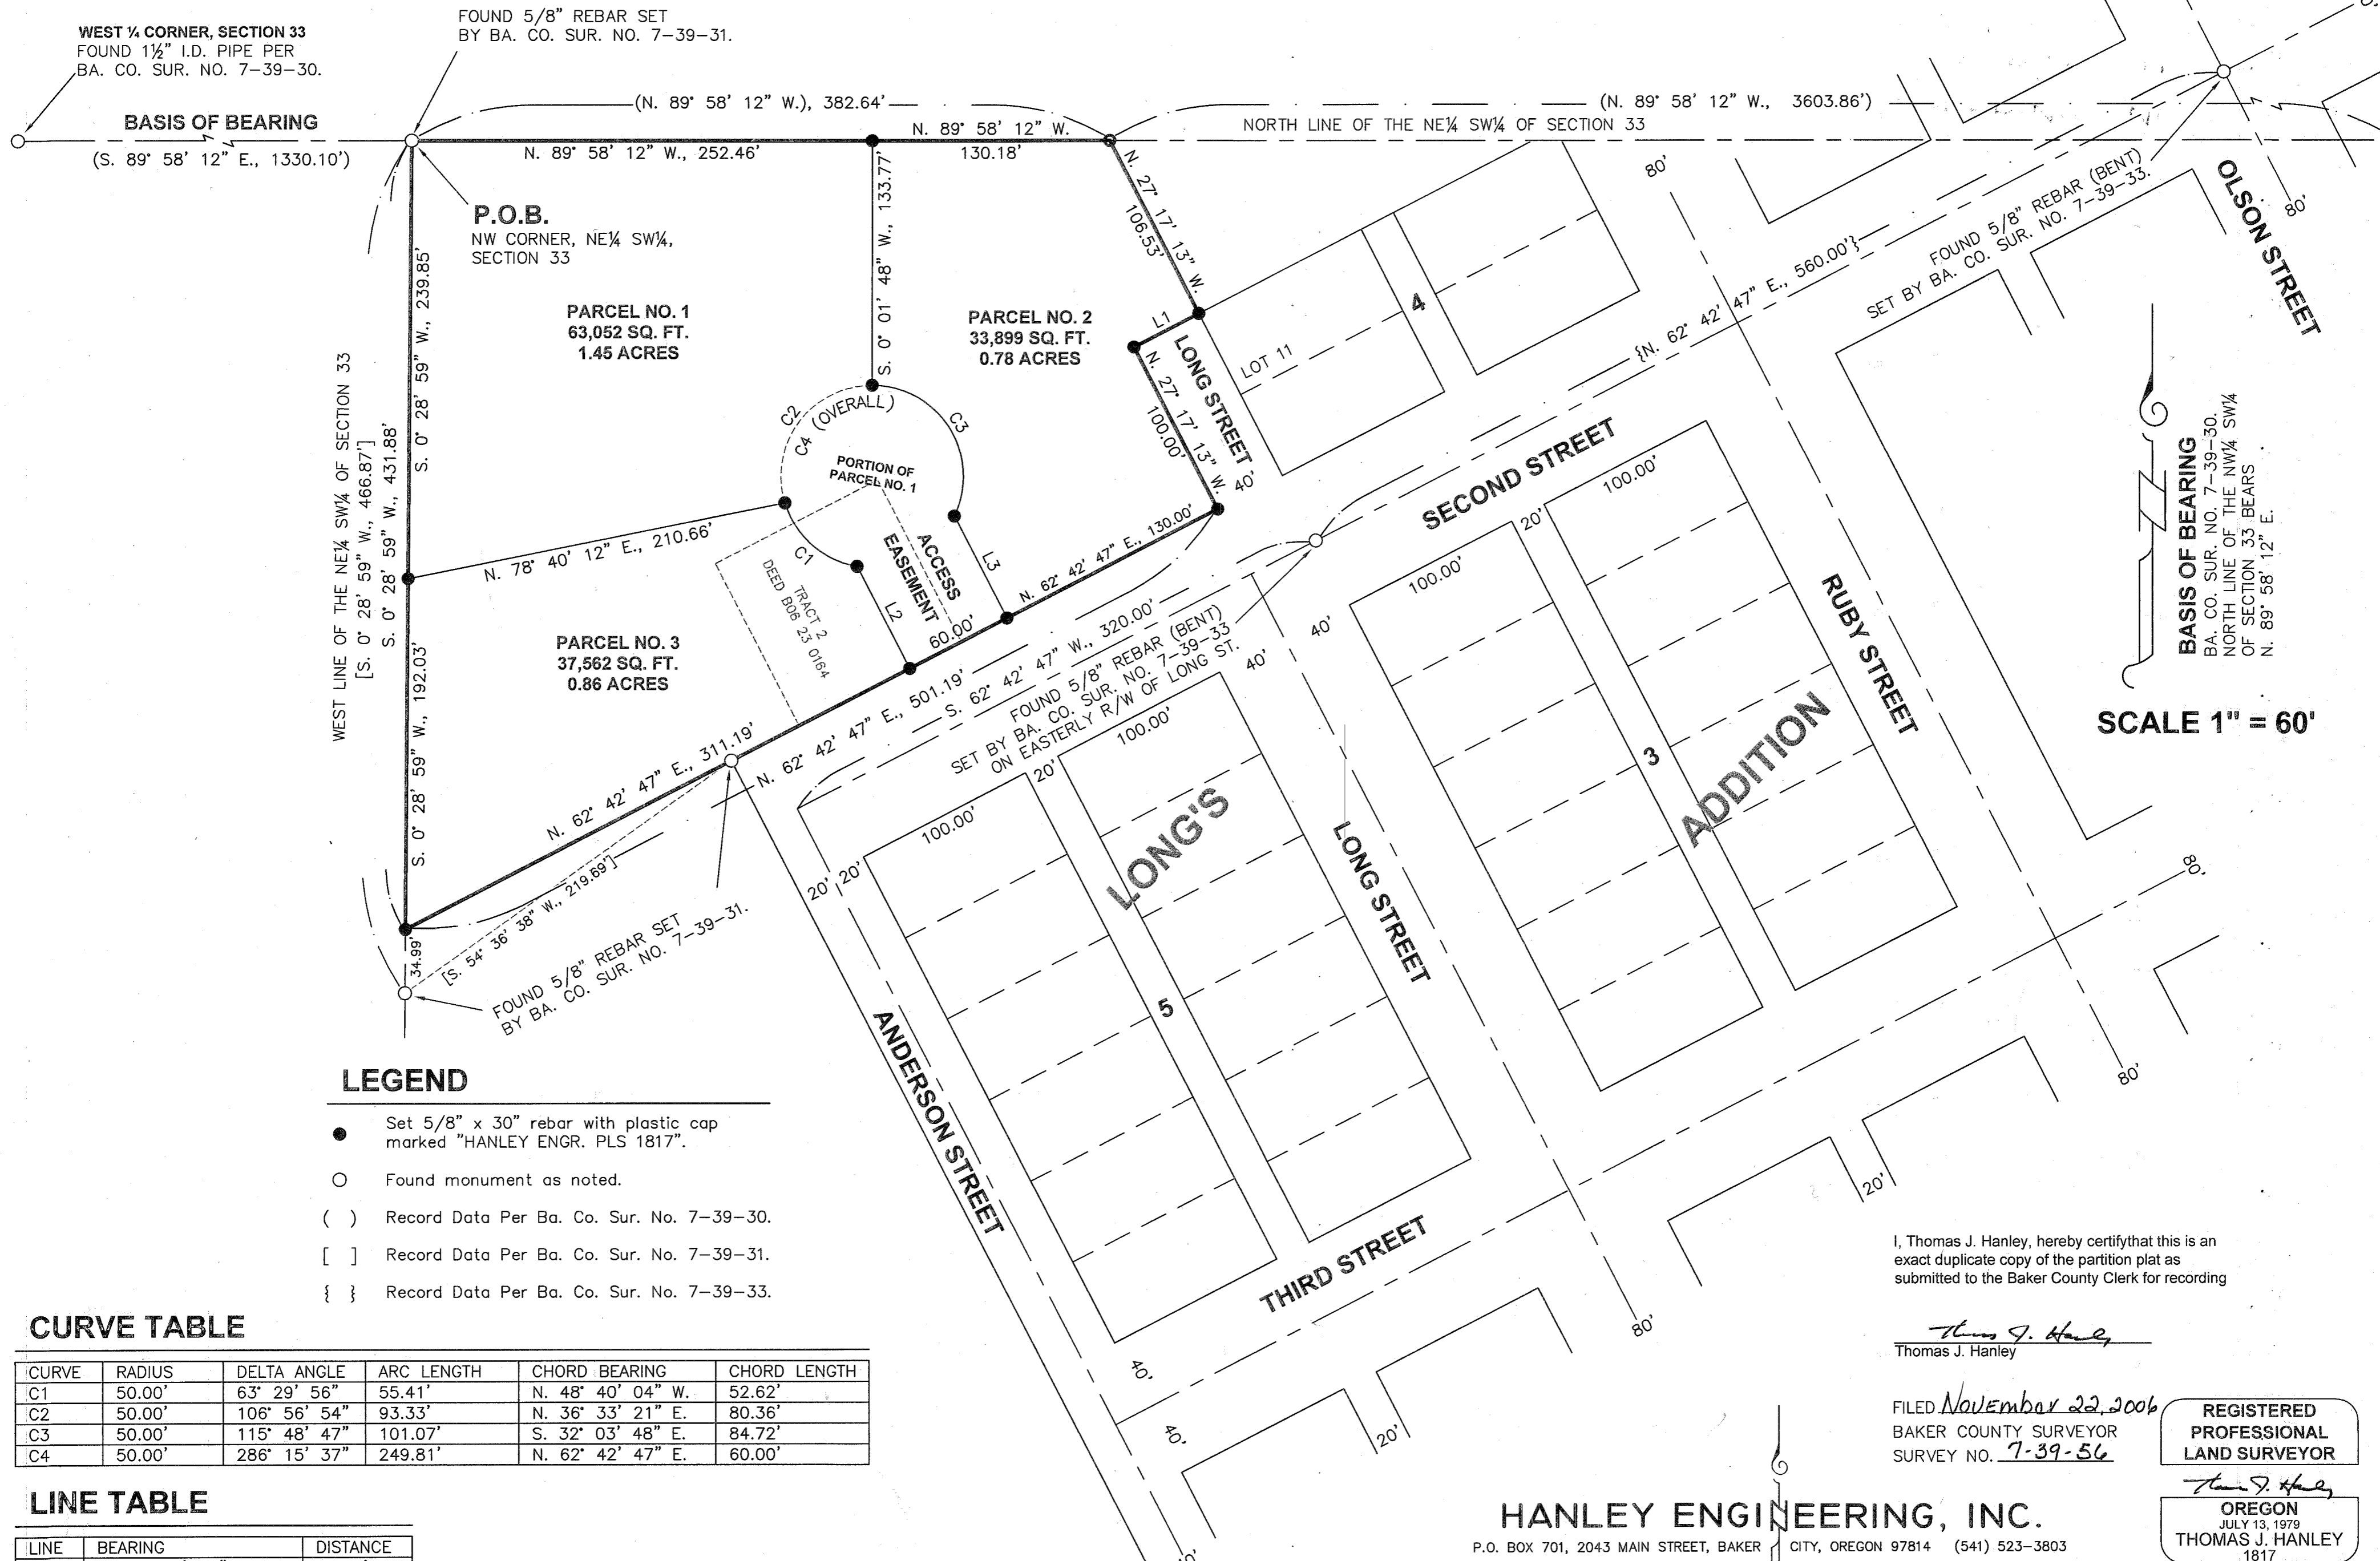 WEST ¼ CORNER, SECTION 33
FOUND 1½" I.D. PIPE PER
BA. CO. SUR. NO. 7-39-30.
FOUND 5/8" REBAR SET
BY BA. CO. SUR. NO. 7-39-31.
BASIS OF BEARING
(S. 89° 58' 12" E., 1330.10')
(N. 89° 58' 12" W.), 382.64'
(N. 89° 58' 12" W., 3603.86')
N. 89° 58' 12" W., 252.46'
N. 89° 58' 12" W.
130.18'
NORTH LINE OF THE NE¼ SW¼ OF SECTION 33
P.O.B.
NW CORNER, NE¼ SW¼,
SECTION 33
PARCEL NO. 1
63,052 SQ. FT.
1.45 ACRES
S. 0° 01' 48" W., 133.77'
PARCEL NO. 2
33,899 SQ. FT.
0.78 ACRES
N. 27° 17' 13" W.
106.53'
L1
N. 27° 17' 13" W.
100.00'
LONG STREET
40'
LOT 11
4
80'
{N. 62° 42' 47" E., 560.00'}
FOUND 5/8" REBAR (BENT)
SET BY BA. CO. SUR. NO. 7-39-33.
OLSON STREET
80'
WEST LINE OF THE NE¼ SW¼ OF SECTION 33
[S. 0° 28' 59" W., 466.87']
S. 0° 28' 59" W., 431.88'
S. 0° 28' 59" W., 239.85'
S. 0° 28' 59" W., 192.03'
34.99'
C2
C4 (OVERALL)
C3
PORTION OF
PARCEL NO. 1
C1
L2
L3
ACCESS
EASEMENT
TRACT 2
DEED B06 23 0164
N. 78° 40' 12" E., 210.66'
PARCEL NO. 3
37,562 SQ. FT.
0.86 ACRES
60.00'
N. 62° 42' 47" E., 130.00'
N. 62° 42' 47" E., 311.19'
N. 62° 42' 47" E., 501.19'
S. 62° 42' 47" W., 320.00'
FOUND 5/8" REBAR (BENT)
SET BY BA. CO. SUR. NO. 7-39-33
ON EASTERLY R/W OF LONG ST.
[S. 54° 36' 38" W., 219.69']
FOUND 5/8" REBAR SET
BY BA. CO. SUR. NO. 7-39-31.
SECOND STREET
100.00'
20'
100.00'
40'
40'
100.00'
20'
100.00'
20'
20'
LONG'S
ADDITION
5
3
LONG STREET
RUBY STREET
ANDERSON STREET
THIRD STREET
80'
80'
80'
20'
40'
40'
20'
BASIS OF BEARING
BA. CO. SUR. NO. 7-39-30.
NORTH LINE OF THE NW¼ SW¼
OF SECTION 33 BEARS
N. 89° 58' 12" E.
SCALE 1" = 60'
LEGEND
Set 5/8" x 30" rebar with plastic cap
marked "HANLEY ENGR. PLS 1817".
Found monument as noted.
( ) Record Data Per Ba. Co. Sur. No. 7-39-30.
[ ] Record Data Per Ba. Co. Sur. No. 7-39-31.
{ } Record Data Per Ba. Co. Sur. No. 7-39-33.
CURVE TABLE
CURVE RADIUS DELTA ANGLE ARC LENGTH CHORD BEARING CHORD LENGTH
C1 50.00' 63° 29' 56" 55.41' N. 48° 40' 04" W. 52.62'
C2 50.00' 106° 56' 54" 93.33' N. 36° 33' 21" E. 80.36'
C3 50.00' 115° 48' 47" 101.07' S. 32° 03' 48" E. 84.72'
C4 50.00' 286° 15' 37" 249.81' N. 62° 42' 47" E. 60.00'
LINE TABLE
LINE BEARING DISTANCE
I, Thomas J. Hanley, hereby certifythat this is an
exact duplicate copy of the partition plat as
submitted to the Baker County Clerk for recording
Thomas J. Hanley
FILED November 22, 2006
BAKER COUNTY SURVEYOR
SURVEY NO. 7-39-56
REGISTERED
PROFESSIONAL
LAND SURVEYOR
OREGON
JULY 13, 1979
THOMAS J. HANLEY
1817
HANLEY ENGINEERING, INC.
P.O. BOX 701, 2043 MAIN STREET, BAKER CITY, OREGON 97814 (541) 523-3803